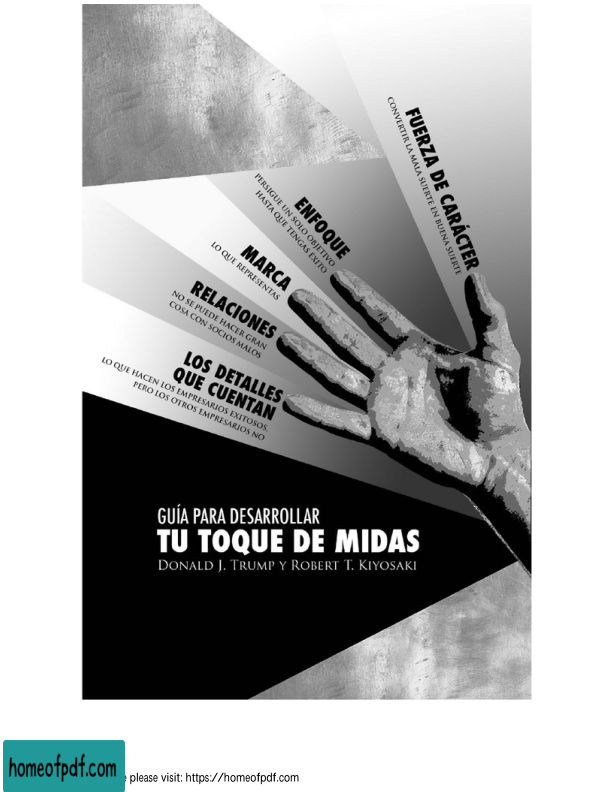 FUERZA DE CARÁCTER
CONVERTIR LA MALA SUERTE EN BUENA SUERTE
ENFOQUE
PERSIGUE UN SOLO OBJETIVO
HASTA QUE TENGAS EXITO
MARCA
LO QUE REPRESENTAS
RELACIONES
NO SE PUEDE HACER GRAN
COSA CON SOCIOS MALOS
LOS DETALLES
QUE CUENTAN
LO QUE HACEN LOS EMPRESARIOS EXITOSOS,
PERO LOS OTROS EMPRESARIOS NO
GUÍA PARA DESARROLLAR
TU TOQUE DE MIDAS
DONALD J. TRUMP Y ROBERT T. KIYOSAKI
homeofpdf.com
please visit: https://homeofpdf.com